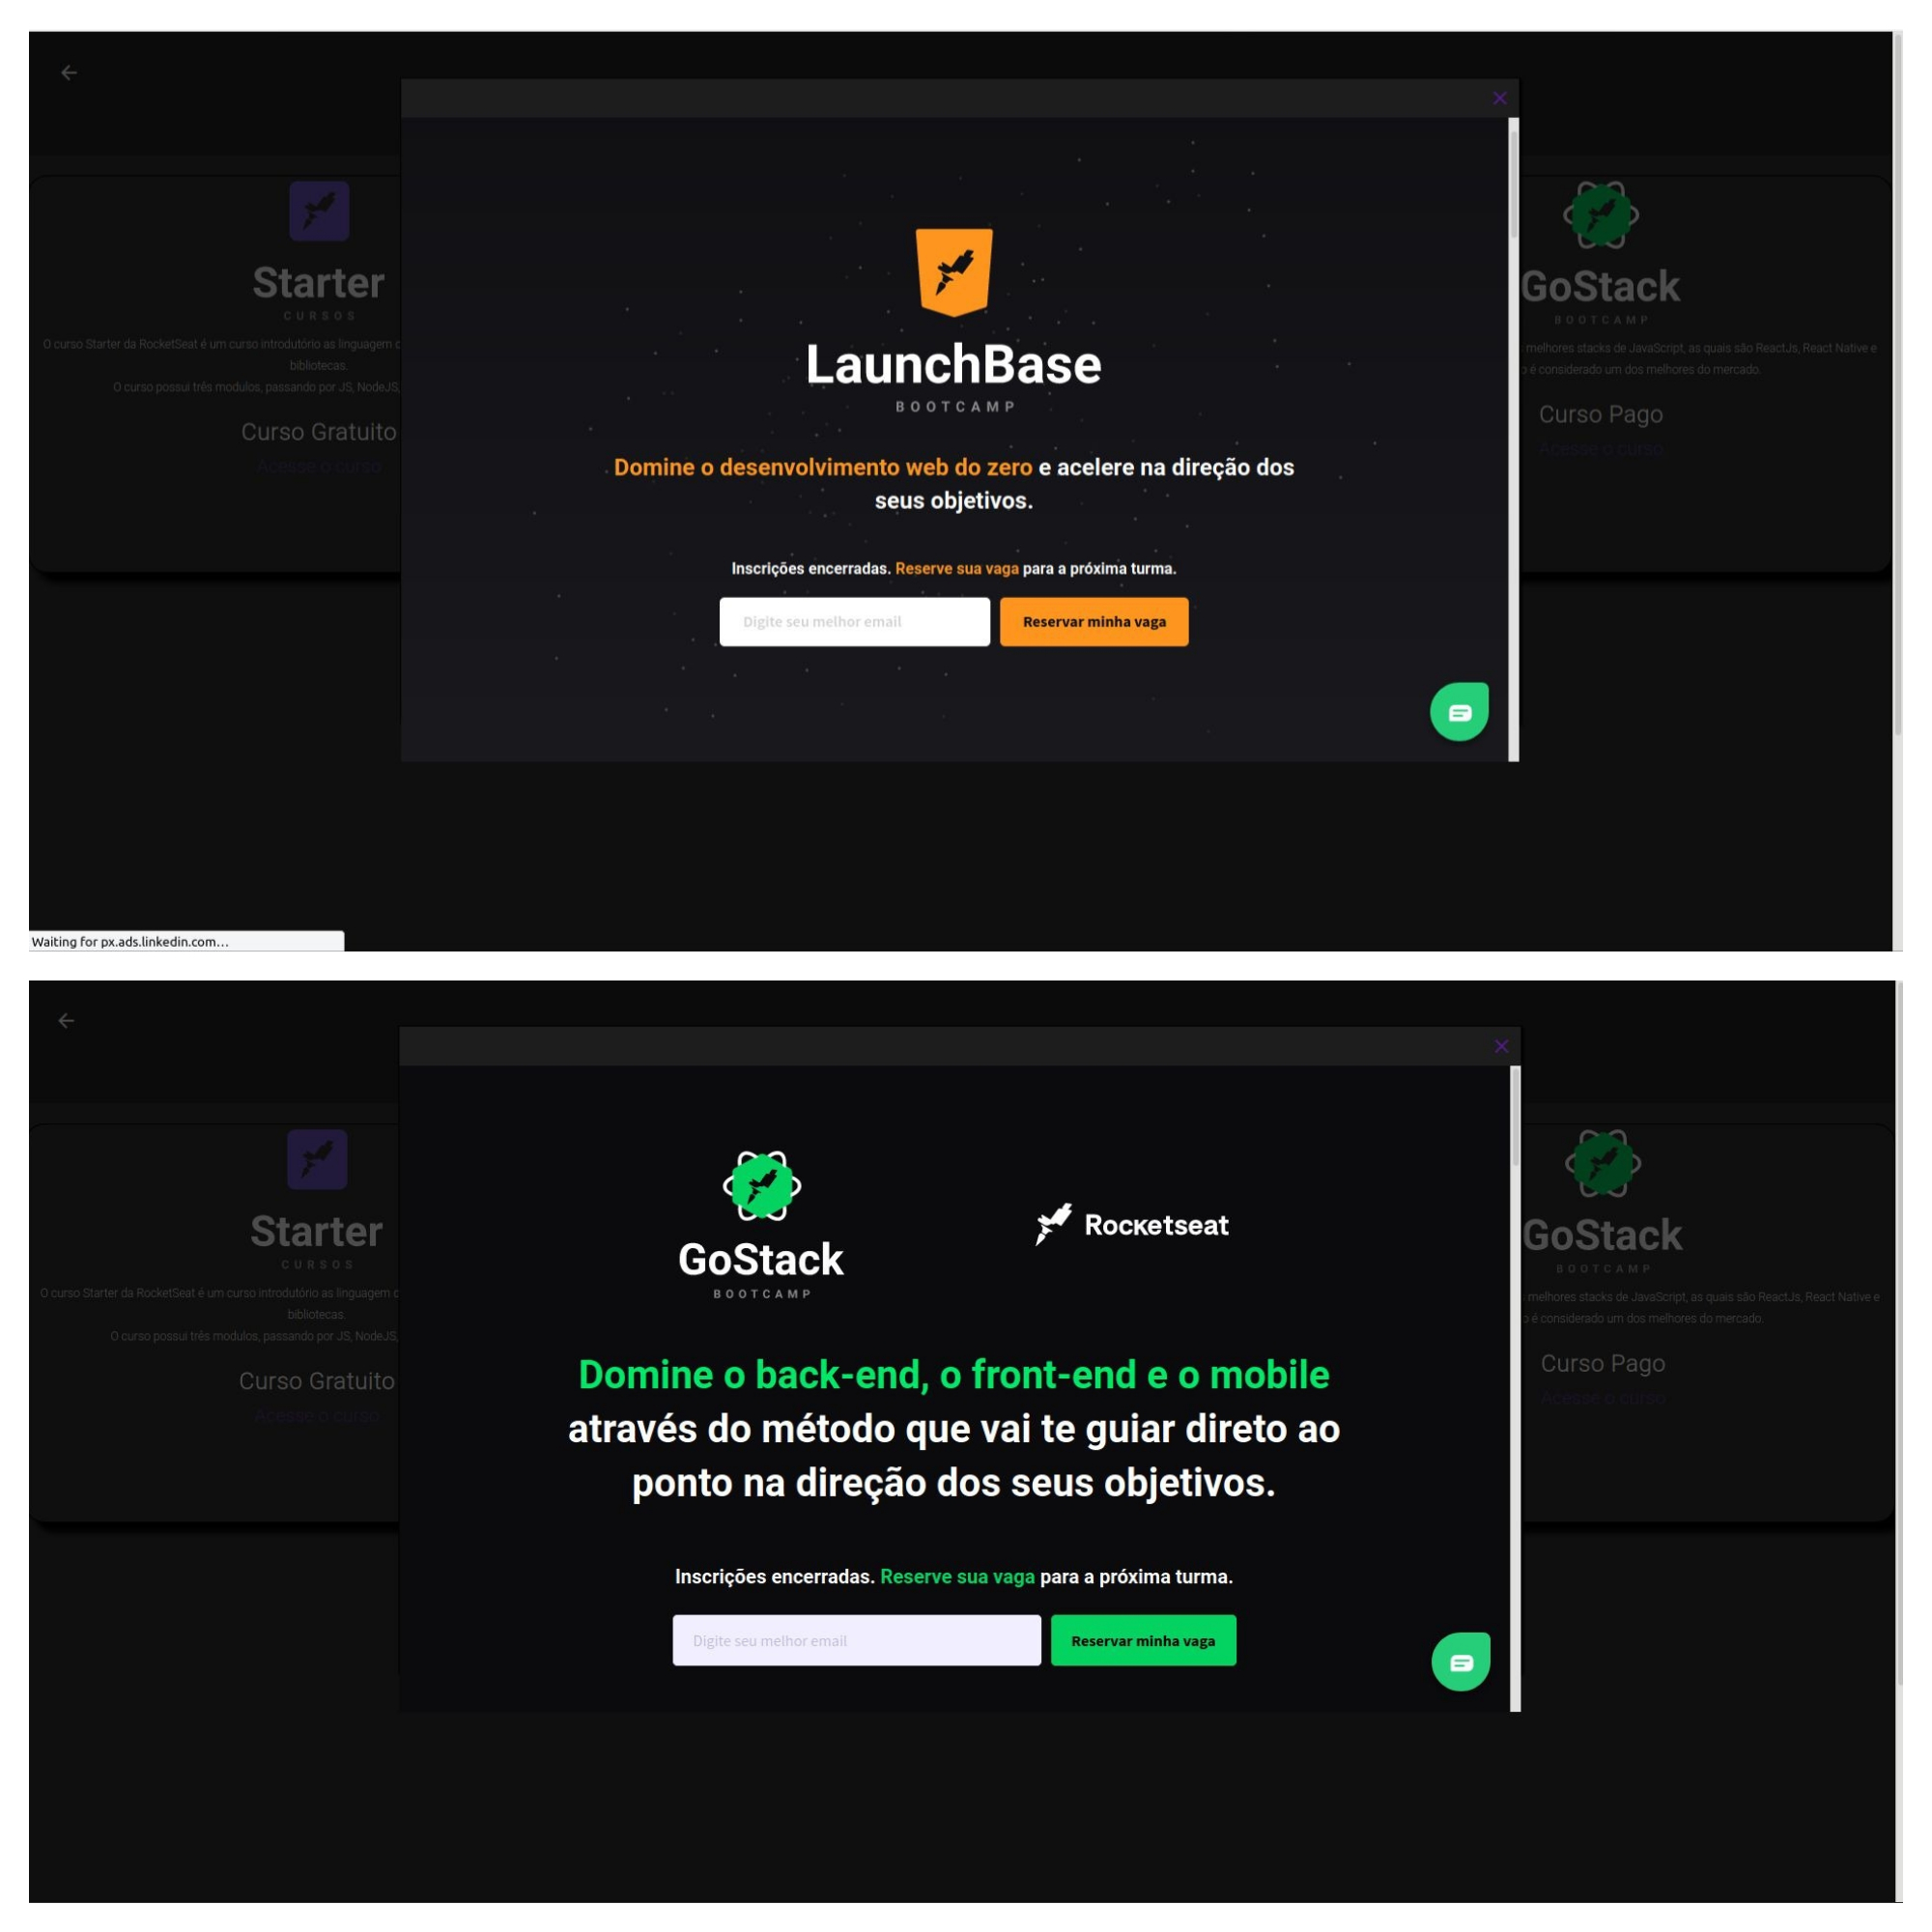 Starter
CURSOS
O curso Starter da RocketSeat é um curso introdutório as linguagem
bibliotecas.
O curso possui três modulos, passando por JS, NodeJS,
Curso Gratuito
Acesse o curso
LaunchBase
BOOTCAMP
Domine o desenvolvimento web do zero e acelere na direção dos
seus objetivos.
Inscrições encerradas. Reserve sua vaga para a próxima turma.
Digite seu melhor email
Reservar minha vaga
GoStack
BOOTCAMP
melhores stacks de JavaScript, as quais são ReactJs, React Native e
é considerado um dos melhores do mercado.
Curso Pago
Acesse o curso
Waiting for px.ads.linkedin.com...
Starter
CURSOS
O curso Starter da RocketSeat é um curso introdutório as linguagem
bibliotecas.
O curso possui três modulos, passando por JS, NodeJS,
Curso Gratuito
Acesse o curso
GoStack
BOOTCAMP
Rocketseat
Domine o back-end, o front-end e o mobile
através do método que vai te guiar direto ao
ponto na direção dos seus objetivos.
Inscrições encerradas. Reserve sua vaga para a próxima turma.
Digite seu melhor email
Reservar minha vaga
GoStack
BOOTCAMP
melhores stacks de JavaScript, as quais são ReactJs, React Native e
é considerado um dos melhores do mercado.
Curso Pago
Acesse o curso